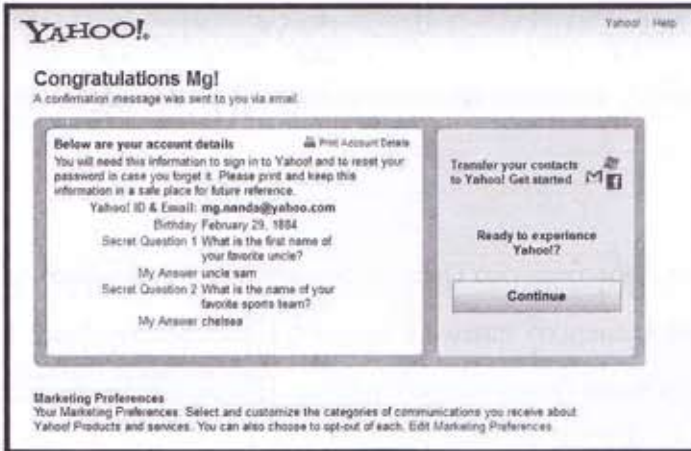 YAHOO!
Yahoo! Help
Congratulations Mg!
A confirmation message was sent to you via email.
Below are your account details
Print Account Details
You will need this information to sign in to Yahoo! and to reset your
password in case you forget it. Please print and keep this
information in a safe place for future reference.
Yahoo! ID & Email: mg.nanda@yahoo.com
Birthday February 29, 1884
Secret Question 1 What is the first name of
your favorite uncle?
My Answer uncle sam
Secret Question 2 What is the name of your
favorite sports team?
My Answer chelsea
Transfer your contacts
to Yahoo! Get started
Ready to experience
Yahoo!?
Continue
Marketing Preferences
Your Marketing Preferences: Select and customize the categories of communications you receive about
Yahoo! Products and services. You can also choose to opt-out of each. Edit Marketing Preferences